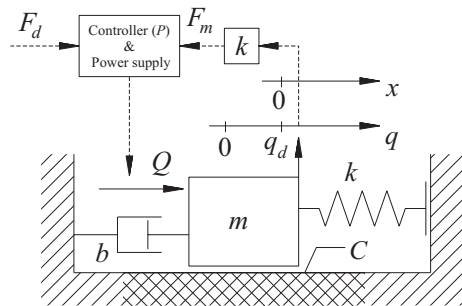 F_d
Controller (P)
&
Power supply
F_m
k
0
x
0
q_d
q
Q
k
b
m
C